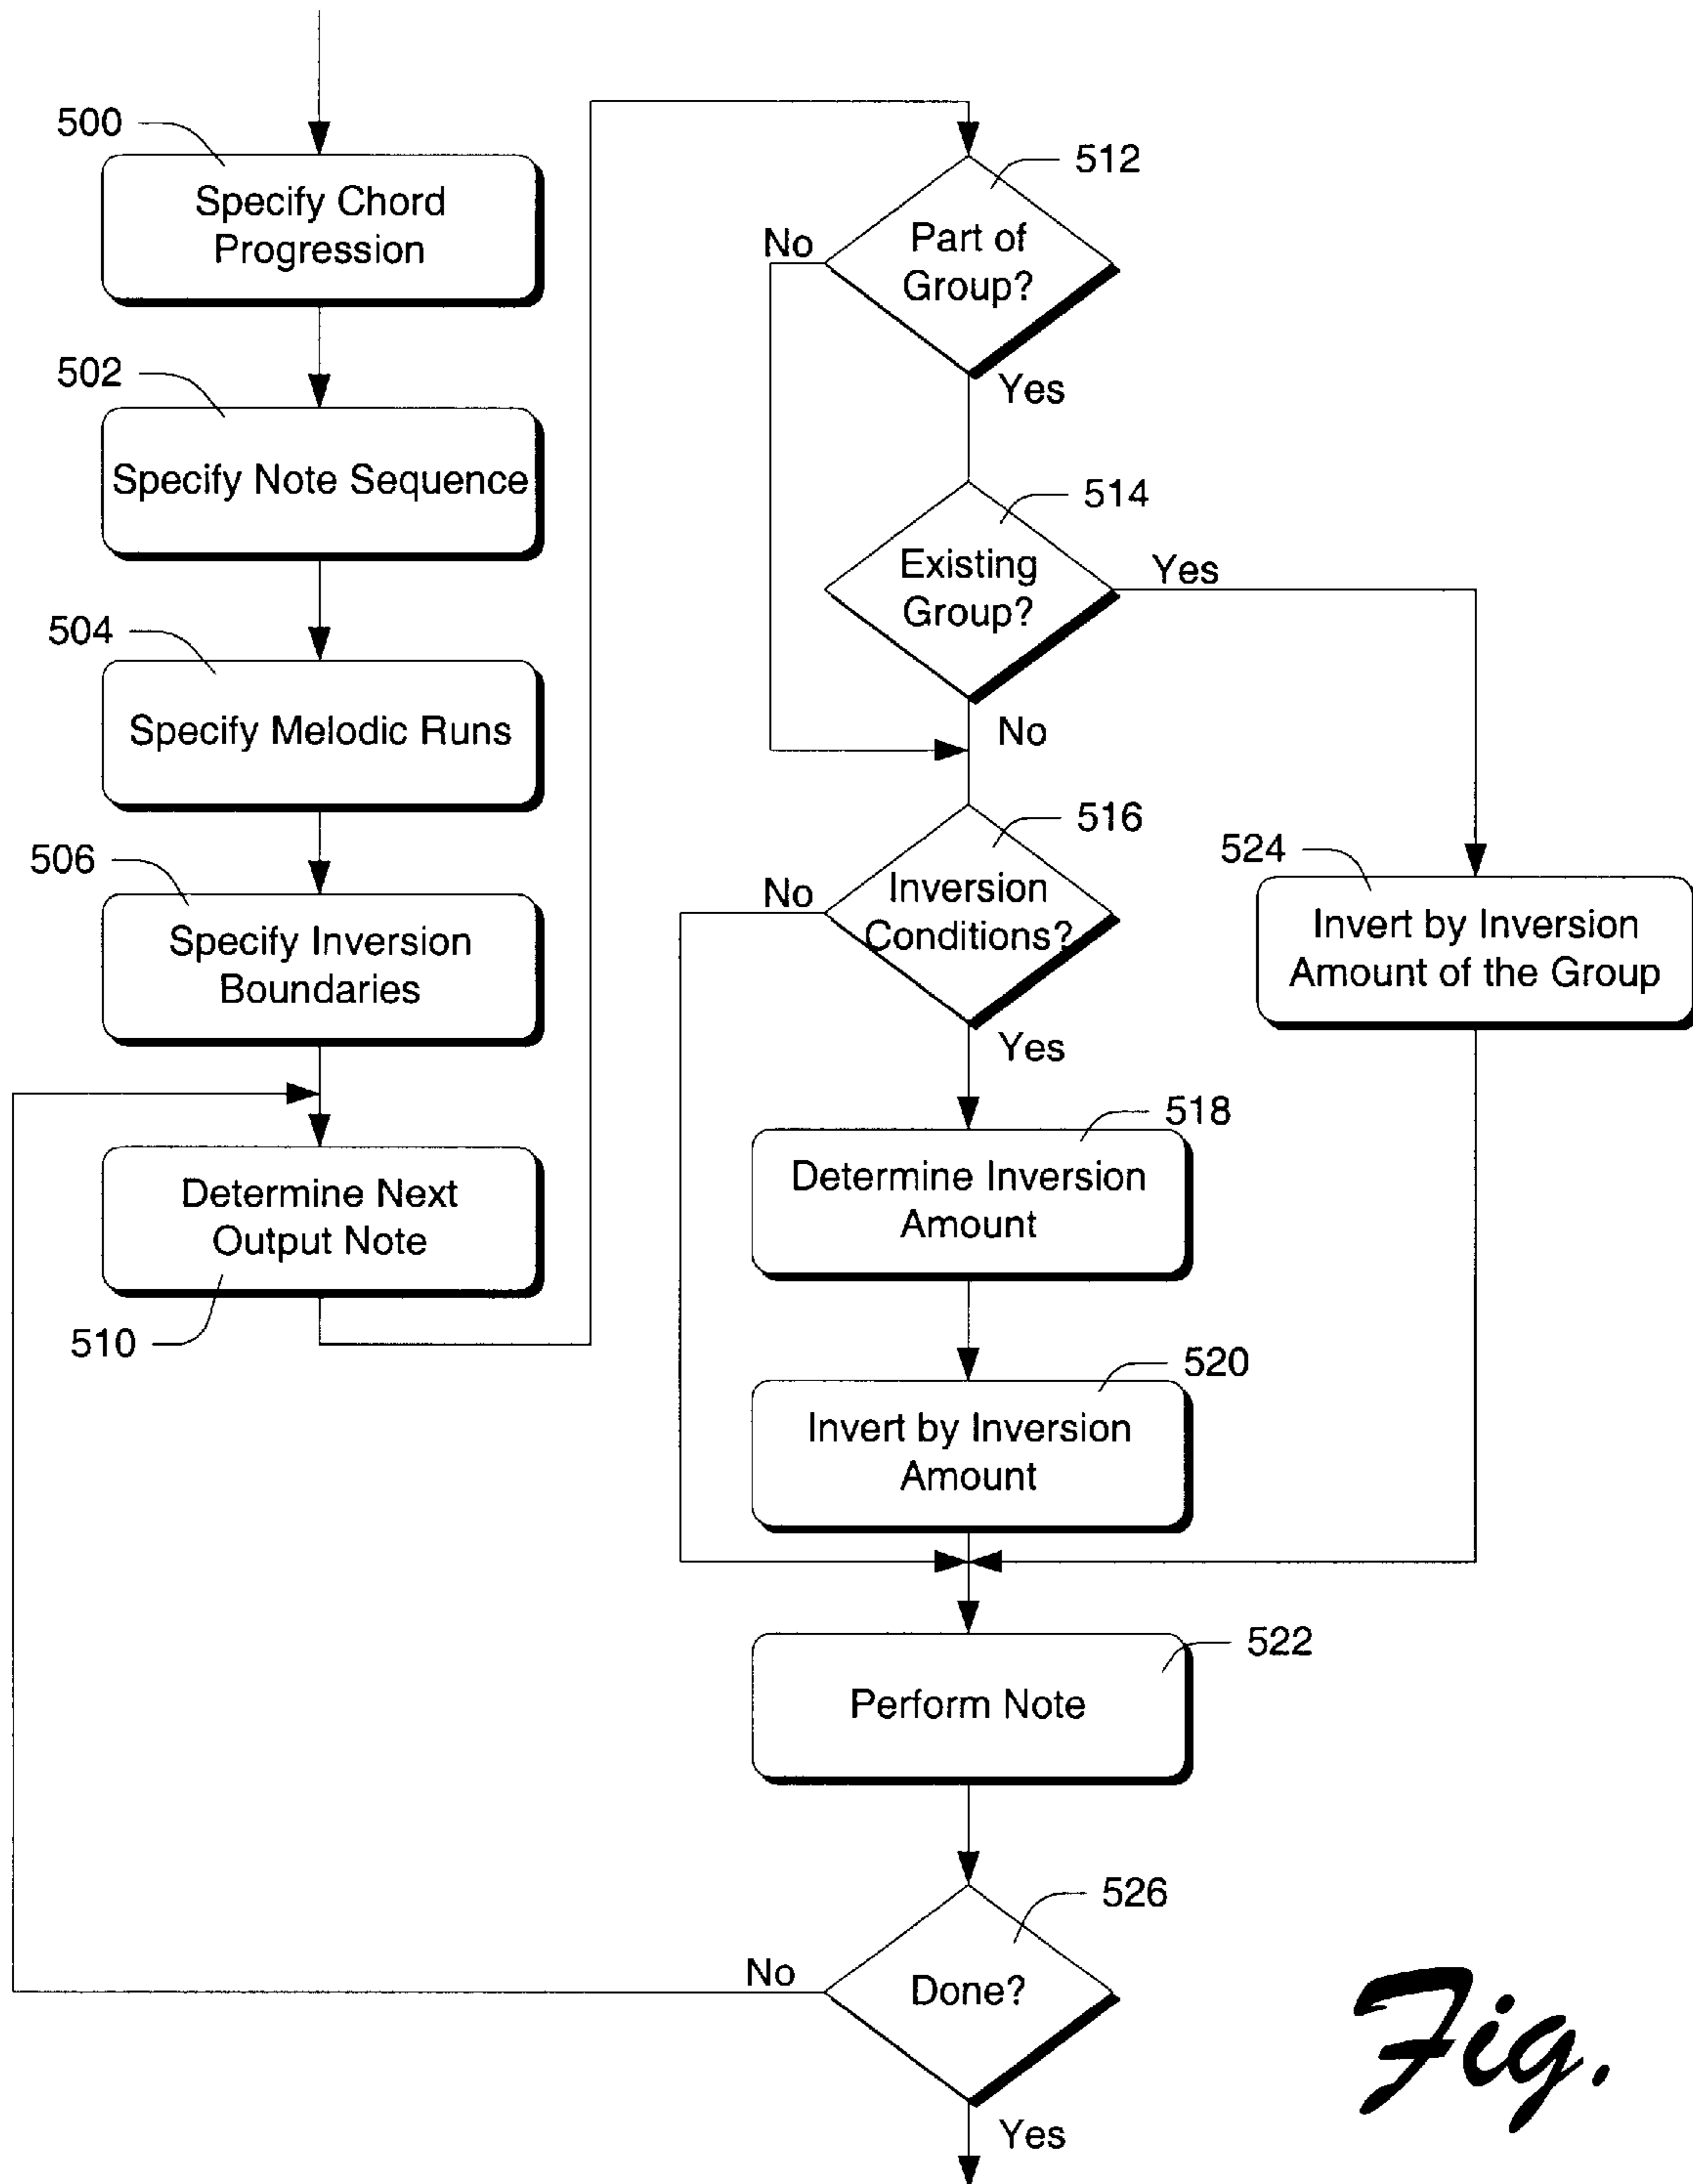 500
Specify Chord
Progression
502
Specify Note Sequence
504
Specify Melodic Runs
506
Specify Inversion
Boundaries
Determine Next
Output Note
510
512
Part of
Group?
No
Yes
514
Existing
Group?
Yes
No
516
Inversion
Conditions?
No
Yes
524
Invert by Inversion
Amount of the Group
518
Determine Inversion
Amount
520
Invert by Inversion
Amount
522
Perform Note
526
Done?
No
Yes
Fig.